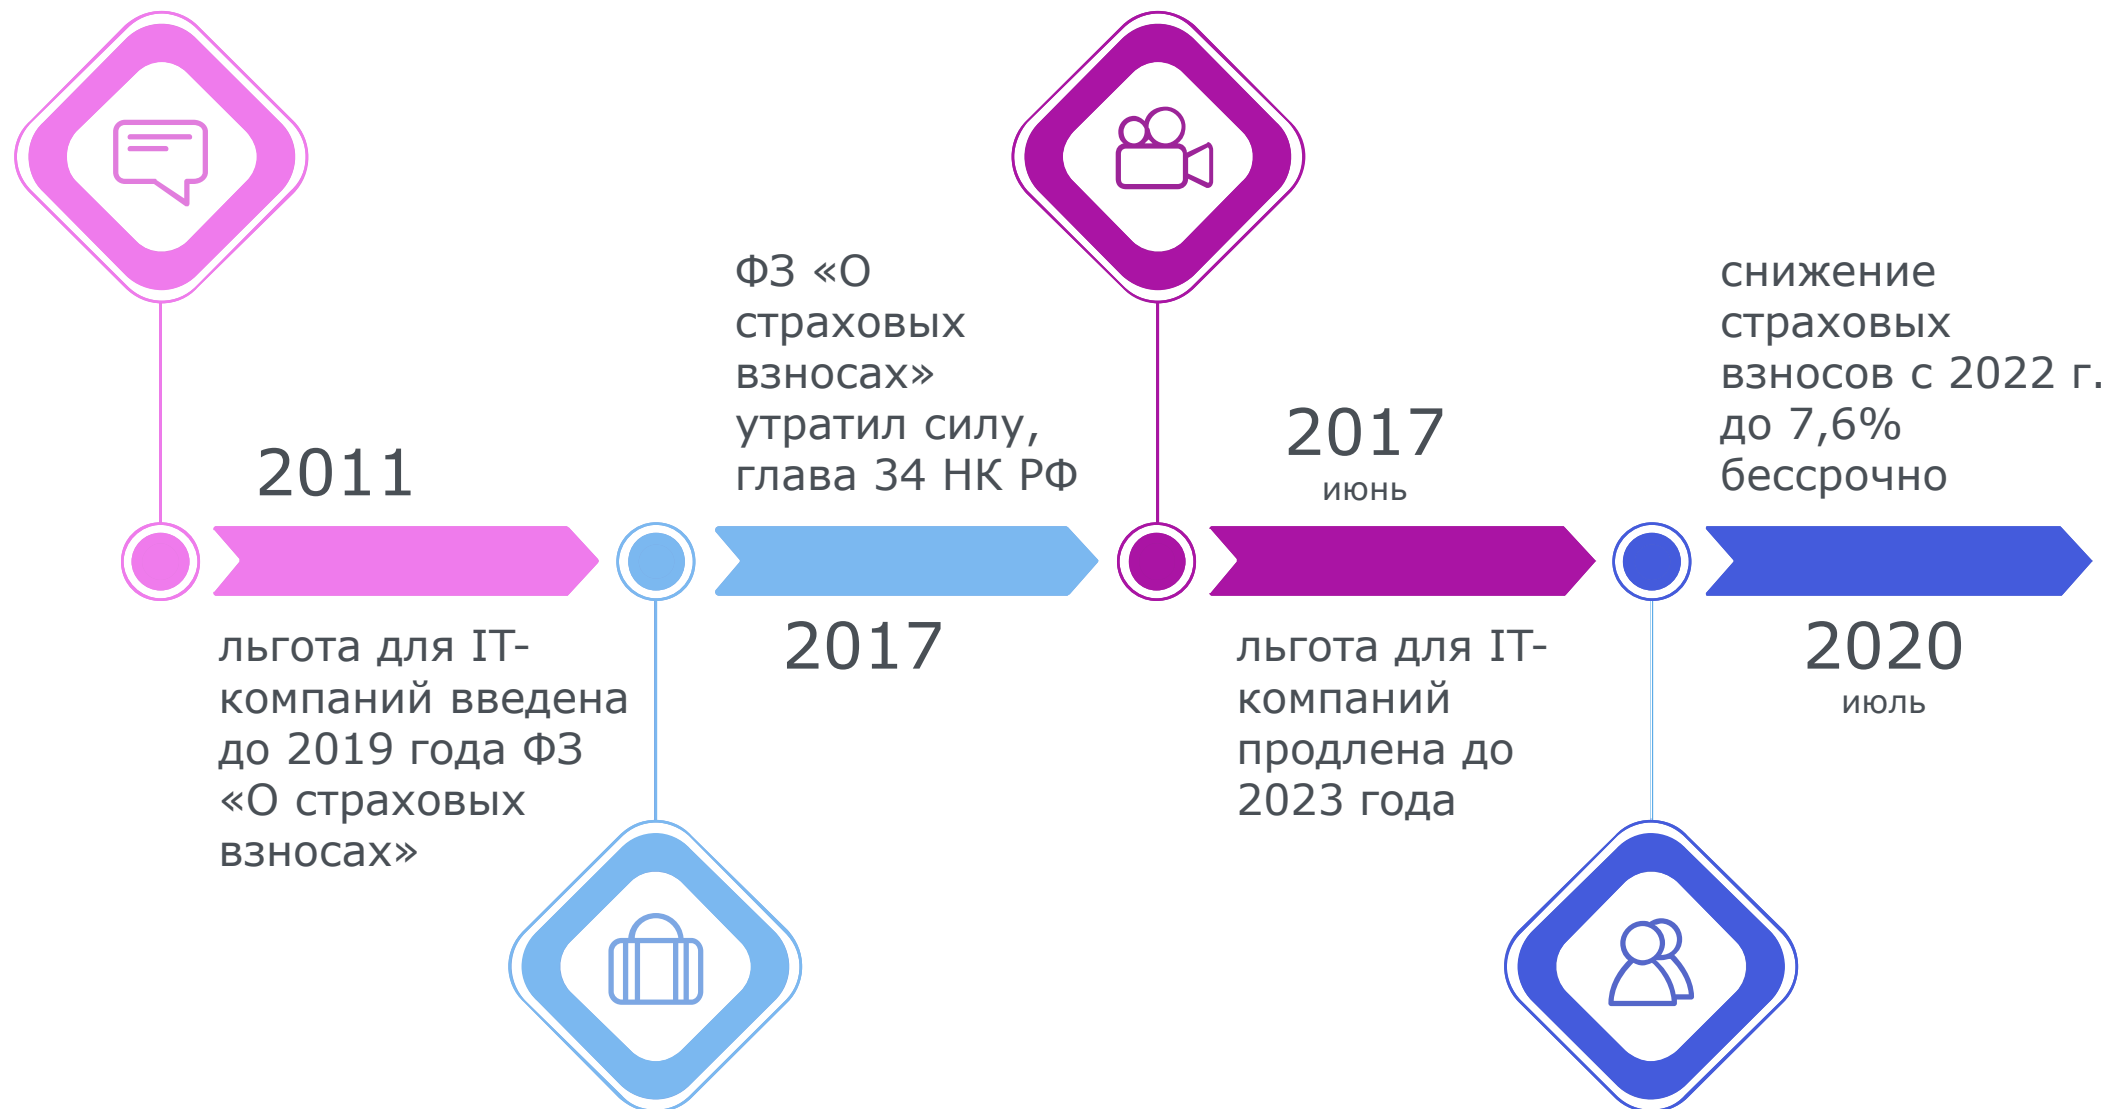 2011
льгота для IT-
компаний введена
до 2019 года ФЗ
«О страховых
взносах»
ФЗ «О
страховых
взносах»
утратил силу,
глава 34 НК РФ
2017
2017
июнь
льгота для IT-
компаний
продлена до
2023 года
снижение
страховых
взносов с 2022 г.
до 7,6%
бессрочно
2020
июль